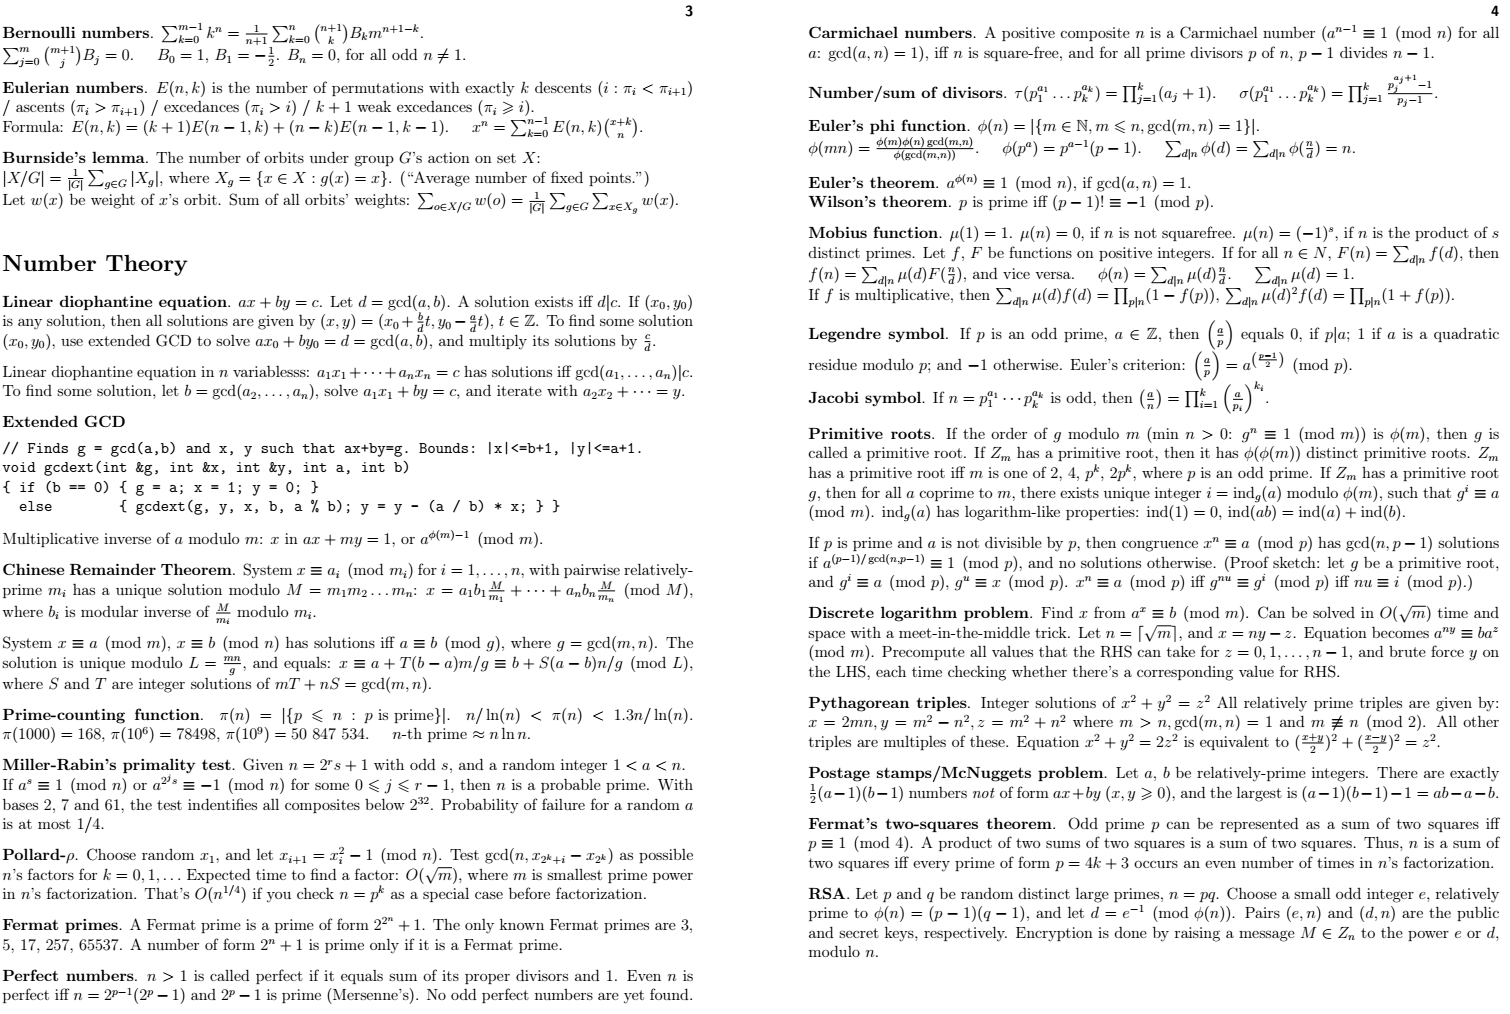 3
Bernoulli numbers. ∑_{k=0}^{m−1} k^n = 1/(n+1) ∑_{k=0}^{n} \binom{n+1}{k} B_k m^{n+1−k}.
∑_{j=0}^{m} \binom{m+1}{j} B_j = 0. B_0 = 1, B_1 = −1/2. B_n = 0, for all odd n ≠ 1.
Eulerian numbers. E(n, k) is the number of permutations with exactly k descents (i : π_i < π_{i+1})
/ ascents (π_i > π_{i+1}) / excedances (π_i > i) / k + 1 weak excedances (π_i ⩾ i).
Formula: E(n, k) = (k + 1)E(n − 1, k) + (n − k)E(n − 1, k − 1). x^n = ∑_{k=0}^{n−1} E(n, k) \binom{x+k}{n}.
Burnside's lemma. The number of orbits under group G's action on set X:
|X/G| = 1/|G| ∑_{g∈G} |X_g|, where X_g = {x ∈ X : g(x) = x}. ("Average number of fixed points.")
Let w(x) be weight of x's orbit. Sum of all orbits' weights: ∑_{o∈X/G} w(o) = 1/|G| ∑_{g∈G} ∑_{x∈X_g} w(x).
Number Theory
Linear diophantine equation. ax + by = c. Let d = gcd(a, b). A solution exists iff d|c. If (x_0, y_0)
is any solution, then all solutions are given by (x, y) = (x_0 + b/d t, y_0 − a/d t), t ∈ ℤ. To find some solution
(x_0, y_0), use extended GCD to solve ax_0 + by_0 = d = gcd(a, b), and multiply its solutions by c/d.
Linear diophantine equation in n variablesss: a_1x_1 + ··· + a_nx_n = c has solutions iff gcd(a_1, . . . , a_n)|c.
To find some solution, let b = gcd(a_2, . . . , a_n), solve a_1x_1 + by = c, and iterate with a_2x_2 + ··· = y.
Extended GCD
// Finds g = gcd(a,b) and x, y such that ax+by=g. Bounds: |x|<=b+1, |y|<=a+1.
void gcdext(int &g, int &x, int &y, int a, int b)
{ if (b == 0) { g = a; x = 1; y = 0; }
else { gcdext(g, y, x, b, a % b); y = y - (a / b) * x; } }
Multiplicative inverse of a modulo m: x in ax + my = 1, or a^{φ(m)−1} (mod m).
Chinese Remainder Theorem. System x ≡ a_i (mod m_i) for i = 1, . . . , n, with pairwise relatively-
prime m_i has a unique solution modulo M = m_1m_2 . . . m_n: x = a_1b_1 M/m_1 + ··· + a_nb_n M/m_n (mod M),
where b_i is modular inverse of M/m_i modulo m_i.
System x ≡ a (mod m), x ≡ b (mod n) has solutions iff a ≡ b (mod g), where g = gcd(m, n). The
solution is unique modulo L = mn/g, and equals: x ≡ a + T(b − a)m/g ≡ b + S(a − b)n/g (mod L),
where S and T are integer solutions of mT + nS = gcd(m, n).
Prime-counting function. π(n) = |{p ⩽ n : p is prime}|. n/ ln(n) < π(n) < 1.3n/ ln(n).
π(1000) = 168, π(10^6) = 78498, π(10^9) = 50 847 534. n-th prime ≈ n ln n.
Miller-Rabin's primality test. Given n = 2^r s + 1 with odd s, and a random integer 1 < a < n.
If a^s ≡ 1 (mod n) or a^{2^j s} ≡ −1 (mod n) for some 0 ⩽ j ⩽ r − 1, then n is a probable prime. With
bases 2, 7 and 61, the test indentifies all composites below 2^{32}. Probability of failure for a random a
is at most 1/4.
Pollard-ρ. Choose random x_1, and let x_{i+1} = x_i^2 − 1 (mod n). Test gcd(n, x_{2^k+i} − x_{2^k}) as possible
n's factors for k = 0, 1, . . . Expected time to find a factor: O(√m), where m is smallest prime power
in n's factorization. That's O(n^{1/4}) if you check n = p^k as a special case before factorization.
Fermat primes. A Fermat prime is a prime of form 2^{2^n} + 1. The only known Fermat primes are 3,
5, 17, 257, 65537. A number of form 2^n + 1 is prime only if it is a Fermat prime.
Perfect numbers. n > 1 is called perfect if it equals sum of its proper divisors and 1. Even n is
perfect iff n = 2^{p−1}(2^p − 1) and 2^p − 1 is prime (Mersenne's). No odd perfect numbers are yet found.
4
Carmichael numbers. A positive composite n is a Carmichael number (a^{n−1} ≡ 1 (mod n) for all
a: gcd(a, n) = 1), iff n is square-free, and for all prime divisors p of n, p − 1 divides n − 1.
Number/sum of divisors. τ(p_1^{a_1} . . . p_k^{a_k}) = ∏_{j=1}^{k} (a_j + 1). σ(p_1^{a_1} . . . p_k^{a_k}) = ∏_{j=1}^{k} (p_j^{a_j+1} − 1)/(p_j − 1).
Euler's phi function. φ(n) = |{m ∈ ℕ, m ⩽ n, gcd(m, n) = 1}|.
φ(mn) = φ(m)φ(n) gcd(m,n)/φ(gcd(m,n)). φ(p^a) = p^{a−1}(p − 1). ∑_{d|n} φ(d) = ∑_{d|n} φ(n/d) = n.
Euler's theorem. a^{φ(n)} ≡ 1 (mod n), if gcd(a, n) = 1.
Wilson's theorem. p is prime iff (p − 1)! ≡ −1 (mod p).
Mobius function. μ(1) = 1. μ(n) = 0, if n is not squarefree. μ(n) = (−1)^s, if n is the product of s
distinct primes. Let f, F be functions on positive integers. If for all n ∈ N, F(n) = ∑_{d|n} f(d), then
f(n) = ∑_{d|n} μ(d)F(n/d), and vice versa. φ(n) = ∑_{d|n} μ(d) n/d. ∑_{d|n} μ(d) = 1.
If f is multiplicative, then ∑_{d|n} μ(d)f(d) = ∏_{p|n}(1 − f(p)), ∑_{d|n} μ(d)^2 f(d) = ∏_{p|n}(1 + f(p)).
Legendre symbol. If p is an odd prime, a ∈ ℤ, then (a/p) equals 0, if p|a; 1 if a is a quadratic
residue modulo p; and −1 otherwise. Euler's criterion: (a/p) = a^{((p−1)/2)} (mod p).
Jacobi symbol. If n = p_1^{a_1} ··· p_k^{a_k} is odd, then (a/n) = ∏_{i=1}^{k} (a/p_i)^{k_i}.
Primitive roots. If the order of g modulo m (min n > 0: g^n ≡ 1 (mod m)) is φ(m), then g is
called a primitive root. If Z_m has a primitive root, then it has φ(φ(m)) distinct primitive roots. Z_m
has a primitive root iff m is one of 2, 4, p^k, 2p^k, where p is an odd prime. If Z_m has a primitive root
g, then for all a coprime to m, there exists unique integer i = ind_g(a) modulo φ(m), such that g^i ≡ a
(mod m). ind_g(a) has logarithm-like properties: ind(1) = 0, ind(ab) = ind(a) + ind(b).
If p is prime and a is not divisible by p, then congruence x^n ≡ a (mod p) has gcd(n, p − 1) solutions
if a^{(p−1)/ gcd(n,p−1)} ≡ 1 (mod p), and no solutions otherwise. (Proof sketch: let g be a primitive root,
and g^i ≡ a (mod p), g^u ≡ x (mod p). x^n ≡ a (mod p) iff g^{nu} ≡ g^i (mod p) iff nu ≡ i (mod p).)
Discrete logarithm problem. Find x from a^x ≡ b (mod m). Can be solved in O(√m) time and
space with a meet-in-the-middle trick. Let n = ⌈√m⌉, and x = ny − z. Equation becomes a^{ny} ≡ ba^z
(mod m). Precompute all values that the RHS can take for z = 0, 1, . . . , n − 1, and brute force y on
the LHS, each time checking whether there's a corresponding value for RHS.
Pythagorean triples. Integer solutions of x^2 + y^2 = z^2 All relatively prime triples are given by:
x = 2mn, y = m^2 − n^2, z = m^2 + n^2 where m > n, gcd(m, n) = 1 and m ≢ n (mod 2). All other
triples are multiples of these. Equation x^2 + y^2 = 2z^2 is equivalent to ((x+y)/2)^2 + ((x−y)/2)^2 = z^2.
Postage stamps/McNuggets problem. Let a, b be relatively-prime integers. There are exactly
1/2(a−1)(b−1) numbers not of form ax+by (x, y ⩾ 0), and the largest is (a−1)(b−1)−1 = ab−a−b.
Fermat's two-squares theorem. Odd prime p can be represented as a sum of two squares iff
p ≡ 1 (mod 4). A product of two sums of two squares is a sum of two squares. Thus, n is a sum of
two squares iff every prime of form p = 4k + 3 occurs an even number of times in n's factorization.
RSA. Let p and q be random distinct large primes, n = pq. Choose a small odd integer e, relatively
prime to φ(n) = (p − 1)(q − 1), and let d = e^{−1} (mod φ(n)). Pairs (e, n) and (d, n) are the public
and secret keys, respectively. Encryption is done by raising a message M ∈ Z_n to the power e or d,
modulo n.